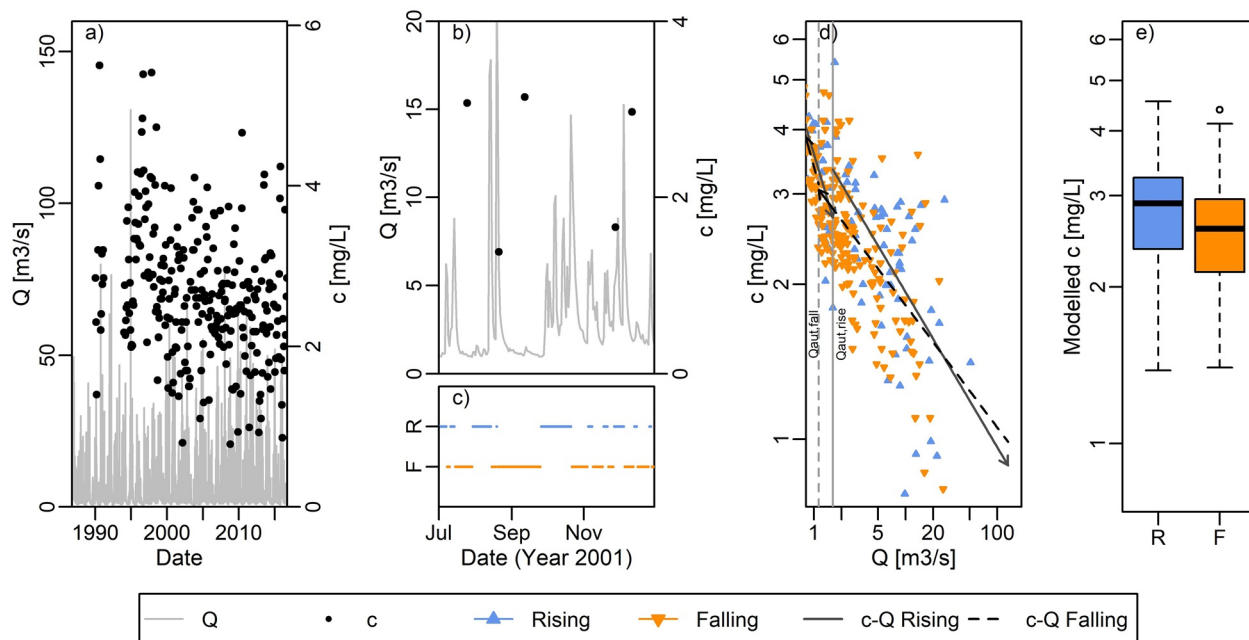 a)
150
100
50
0
Q [m3/s]
1990
2000
2010
Date
6
4
2
0
c [mg/L]
b)
20
15
10
5
0
Q [m3/s]
4
2
0
c [mg/L]
c)
R
F
Jul
Sep
Nov
Date (Year 2001)
d)
6
5
4
3
2
1
c [mg/L]
Qaut,fall
Qaut,rise
1
5
20
100
Q [m3/s]
e)
6
5
4
3
2
1
Modelled c [mg/L]
R
F
Q
c
Rising
Falling
c-Q Rising
c-Q Falling